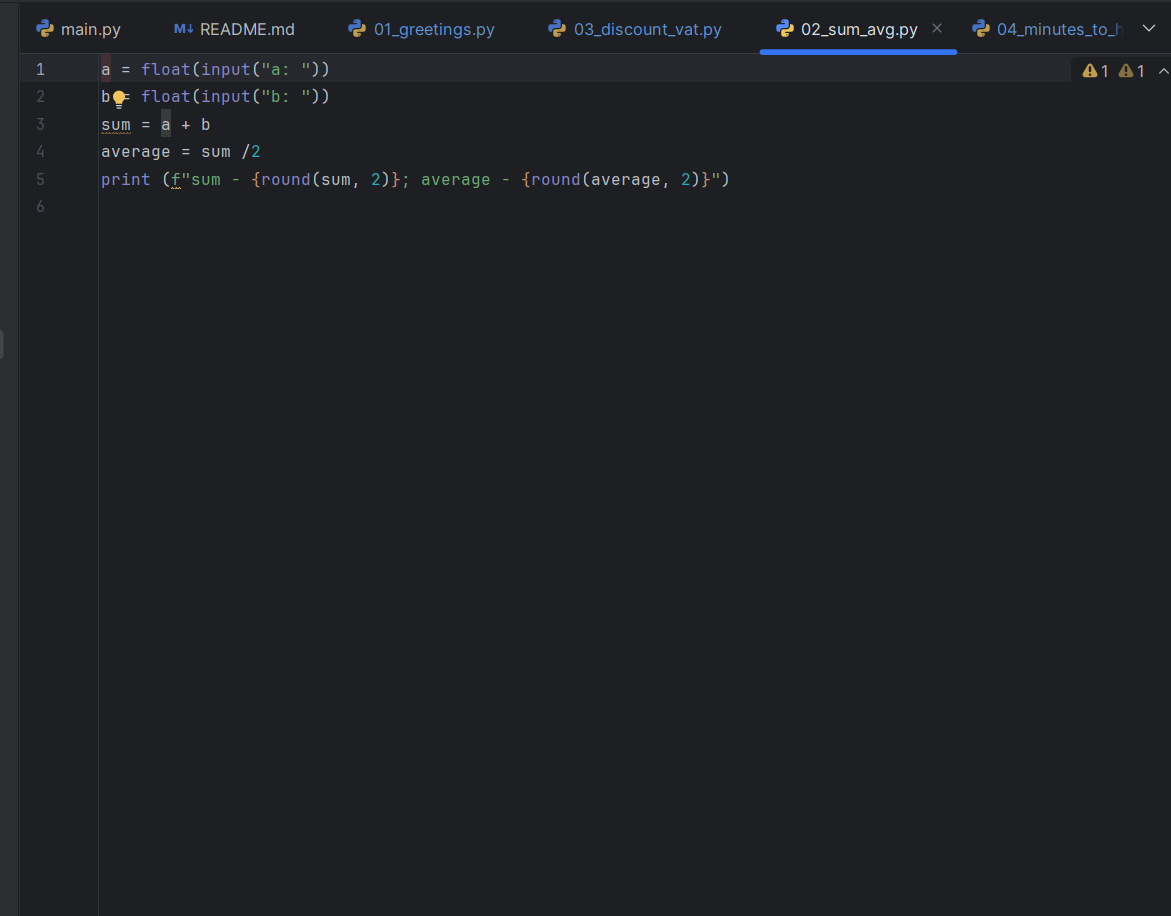 main.py README.md 01_greetings.py 03_discount_vat.py 02_sum_avg.py 04_minutes_to_h
1 a = float(input("a: ")) 1 1
2 b = float(input("b: "))
3 sum = a + b
4 average = sum /2
5 print (f"sum - {round(sum, 2)}; average - {round(average, 2)}")
6